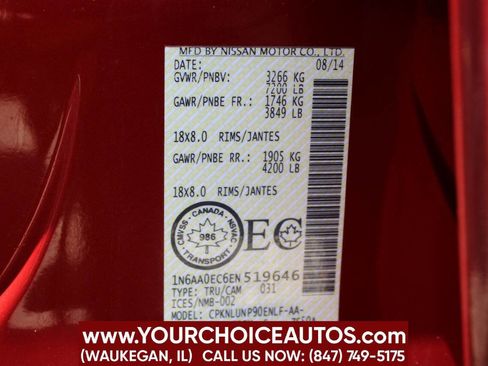 MFD BY NISSAN MOTOR CO., LTD.
DATE: 08/14
GVWR/PNBV: 3266 KG
7200 LB
GAWR/PNBE FR.: 1746 KG
3849 LB
18x8.0 RIMS/JANTES
GAWR/PNBE RR.: 1905 KG
4200 LB
18x8.0 RIMS/JANTES
CANADA
CMVSS - NSVAC
986
TRANSPORT
EC
1N6AA0EC6EN519646
TYPE: TRU/CAM 031
ICES/NMB-002
MODEL: CPKNLUNP90ENLF-AA-
WWW.YOURCHOICEAUTOS.COM
(WAUKEGAN, IL) CALL US NOW: (847) 749-5175